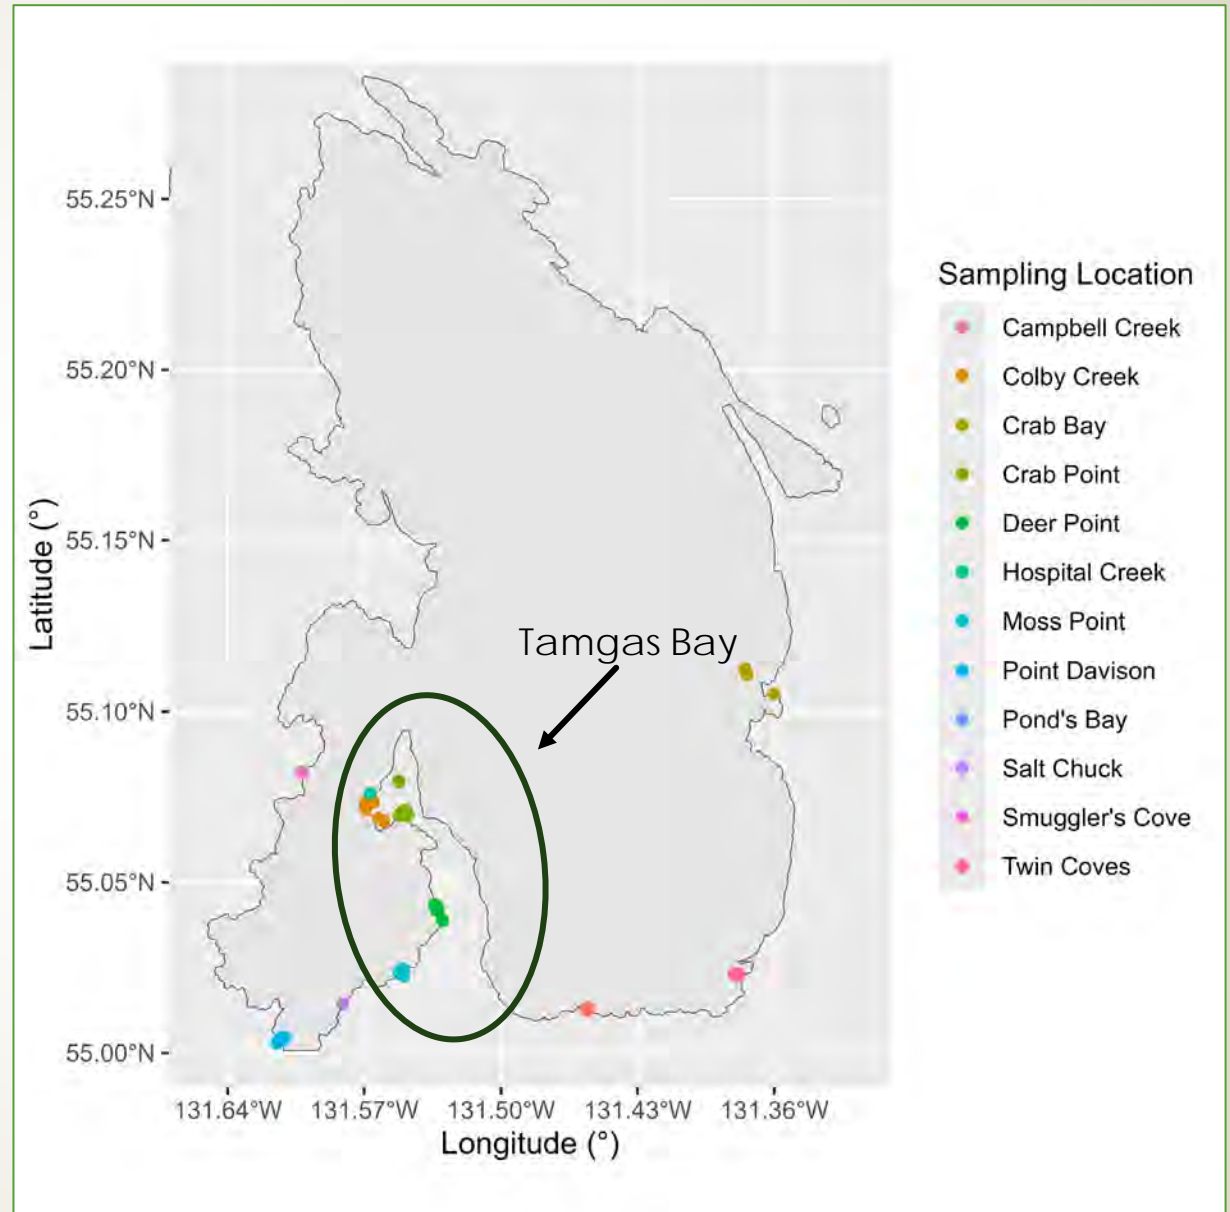 55.25°N
55.20°N
55.15°N
55.10°N
55.05°N
55.00°N
Latitude (°)
131.64°W 131.57°W 131.50°W 131.43°W 131.36°W
Longitude (°)
Tamgas Bay
Sampling Location
Campbell Creek
Colby Creek
Crab Bay
Crab Point
Deer Point
Hospital Creek
Moss Point
Point Davison
Pond's Bay
Salt Chuck
Smuggler's Cove
Twin Coves